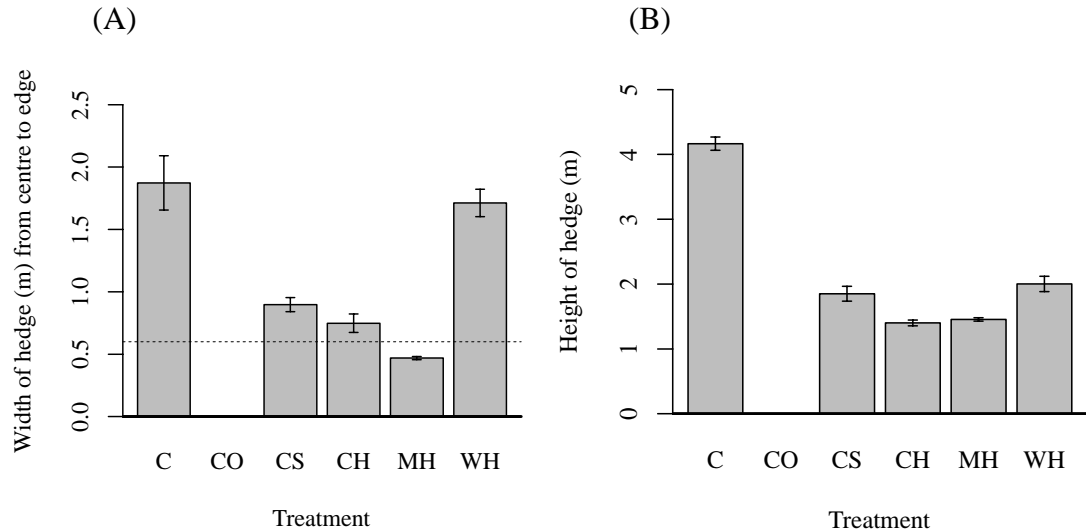 (A)
Width of hedge (m) from centre to edge
2.5
2.0
1.5
1.0
0.5
0.0
C CO CS CH MH WH
Treatment
(B)
Height of hedge (m)
5
4
3
2
1
0
C CO CS CH MH WH
Treatment